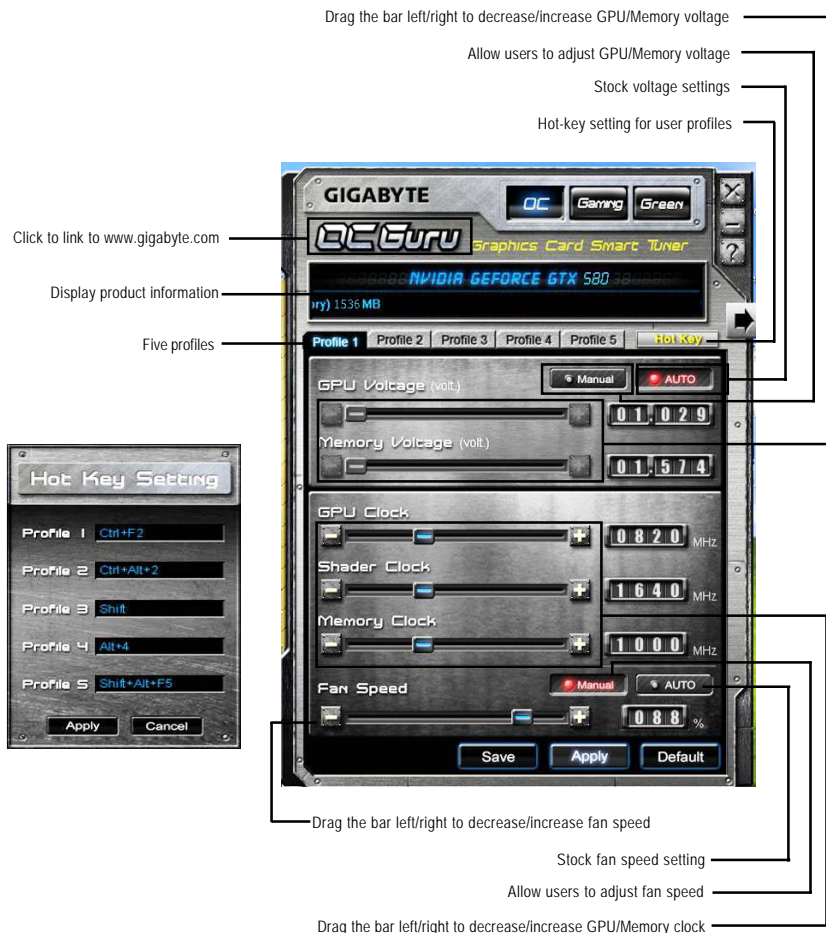 Drag the bar left/right to decrease/increase GPU/Memory voltage
Allow users to adjust GPU/Memory voltage
Stock voltage settings
Hot-key setting for user profiles
GIGABYTE
OC
Gaming
Green
?
OC Guru
Graphics Card Smart Tuner
Click to link to www.gigabyte.com
NVIDIA GEFORCE GTX 580
Display product information
ory) 1536 MB
Five profiles
Profile 1
Profile 2
Profile 3
Profile 4
Profile 5
Hot Key
GPU Voltage (volt.)
Manual
AUTO
01.029
Memory Voltage (volt.)
01.574
Hot Key Setting
Profile 1 Ctrl+F2
Profile 2 Ctrl+Alt+2
Profile 3 Shift
Profile 4 Alt+4
Profile 5 Shift+Alt+F5
Apply
Cancel
GPU Clock
0820 MHz
Shader Clock
1640 MHz
Memory Clock
1000 MHz
Fan Speed
Manual
AUTO
088 %
Save
Apply
Default
Drag the bar left/right to decrease/increase fan speed
Stock fan speed setting
Allow users to adjust fan speed
Drag the bar left/right to decrease/increase GPU/Memory clock